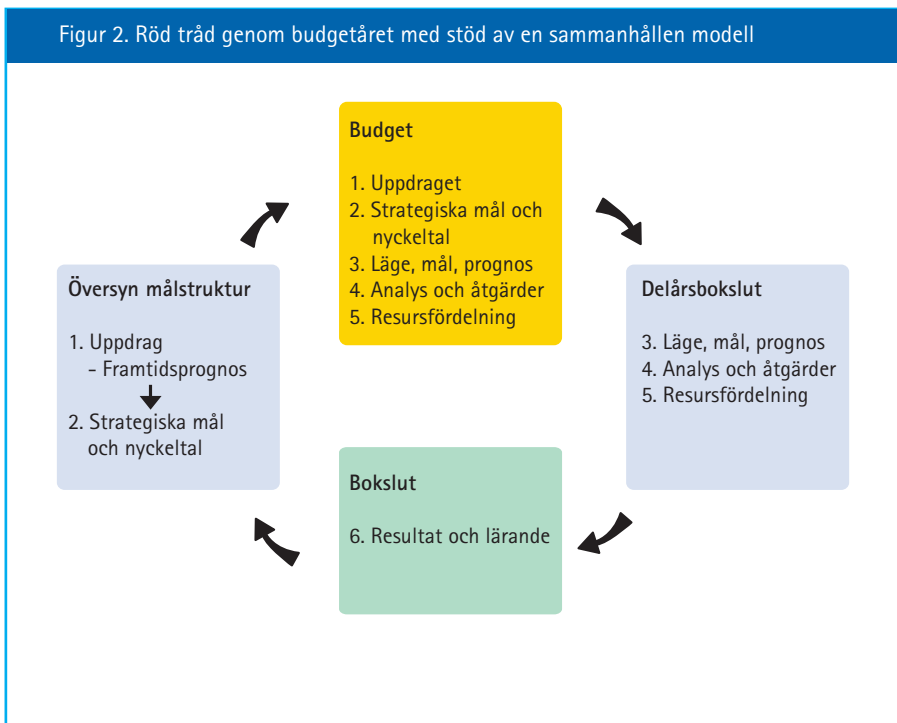 Figur 2. Röd tråd genom budgetåret med stöd av en sammanhållen modell
Budget
1. Uppdraget
2. Strategiska mål och
nyckeltal
3. Läge, mål, prognos
4. Analys och åtgärder
5. Resursfördelning
Översyn målstruktur
1. Uppdrag
- Framtidsprognos
2. Strategiska mål
och nyckeltal
Delårsbokslut
3. Läge, mål, prognos
4. Analys och åtgärder
5. Resursfördelning
Bokslut
6. Resultat och lärande